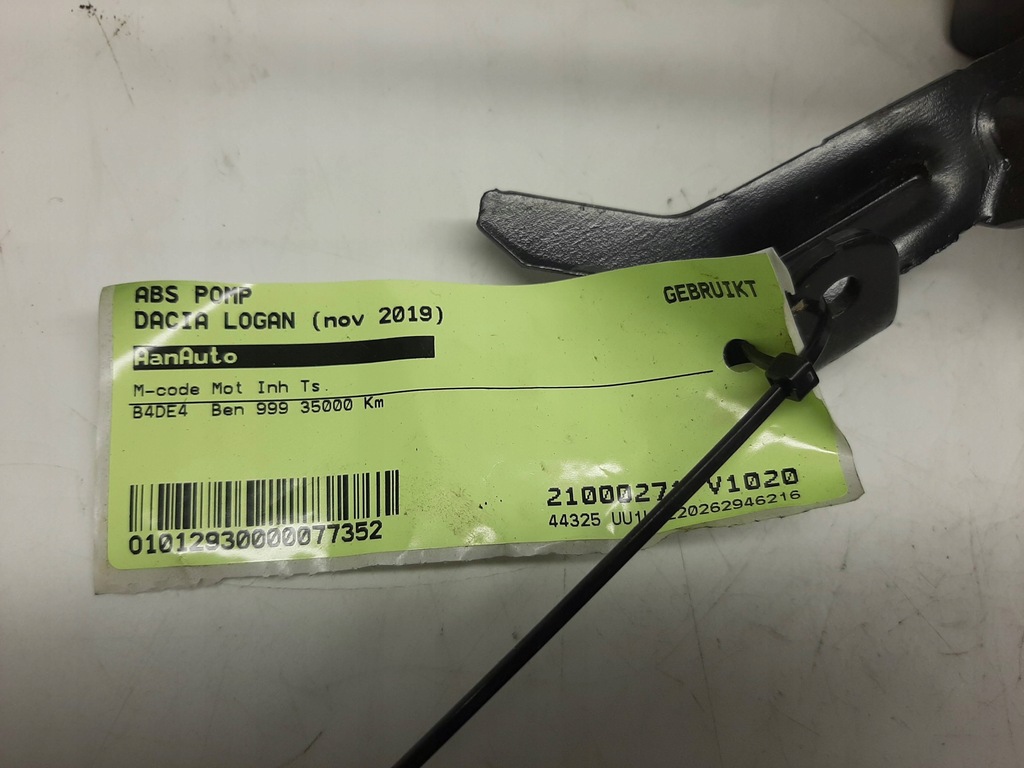 ABS POMP
GEBRUIKT
DACIA LOGAN (nov 2019)
AanAuto
M-code Mot Inh Ts.
B4DE4 Ben 999 35000 Km
01012930000077352
V1020
44325